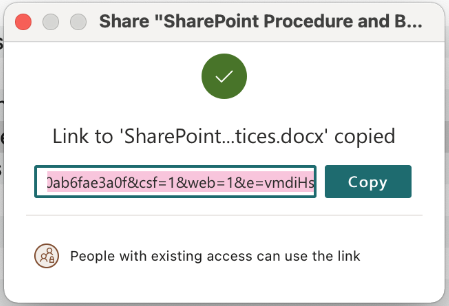 Share "SharePoint Procedure and B...
Link to 'SharePoint...tices.docx' copied
0ab6fae3a0f&csf=1&web=1&e=vmdiHs
Copy
People with existing access can use the link